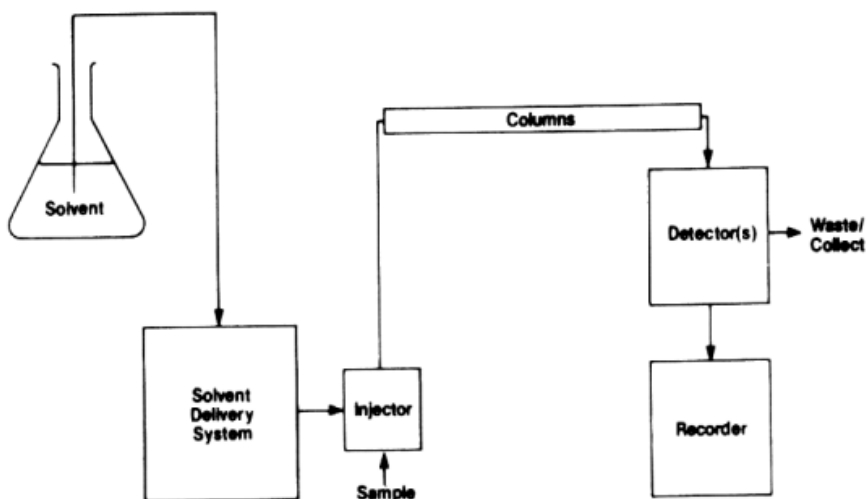 Columns
Solvent
Detector(s)
Waste/
Collect
Solvent
Delivery
System
Injector
Recorder
Sample